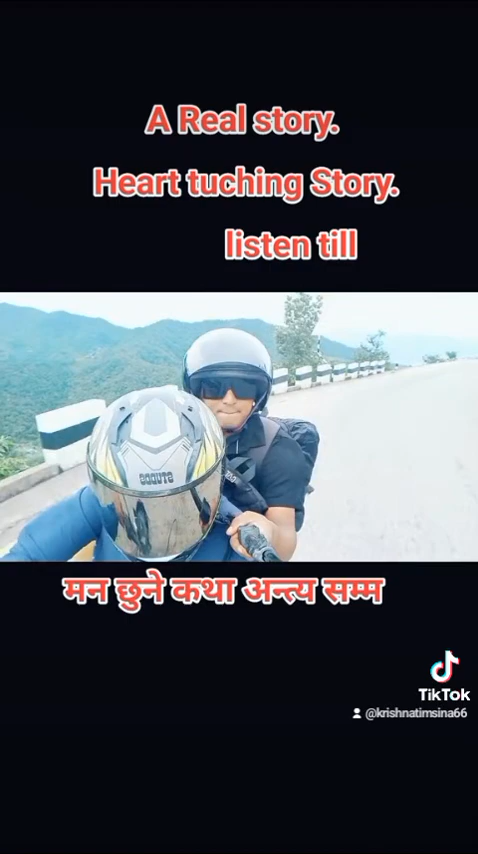 A Real story.
Heart tuching Story.
listen till
मन छुने कथा अन्त्य सम्म
TikTok
@krishnatimsina66